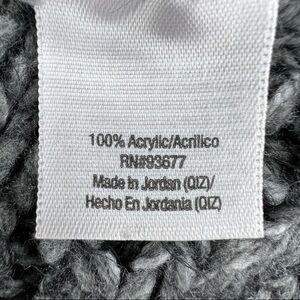 100% Acrylic/Acrilico
RN#93677
Made In Jordan (QIZ)/
Hecho En Jordania (QIZ)